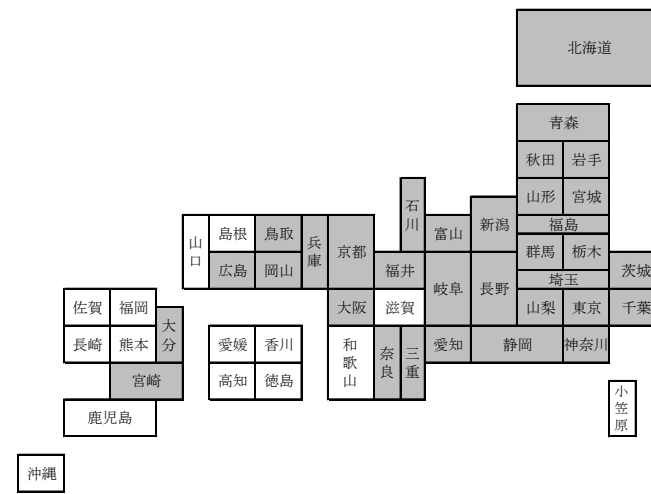 北海道
青森
秋田 岩手
山形 宮城
福島
石川
新潟
富山
山口
島根 鳥取
兵庫
京都
群馬 栃木
広島 岡山
福井
岐阜
長野
埼玉
茨城
佐賀 福岡
大分
大阪 滋賀
山梨 東京 千葉
長崎 熊本
愛媛 香川
和歌山
奈良
三重
愛知 静岡 神奈川
宮崎
高知 徳島
鹿児島
小笠原
沖縄